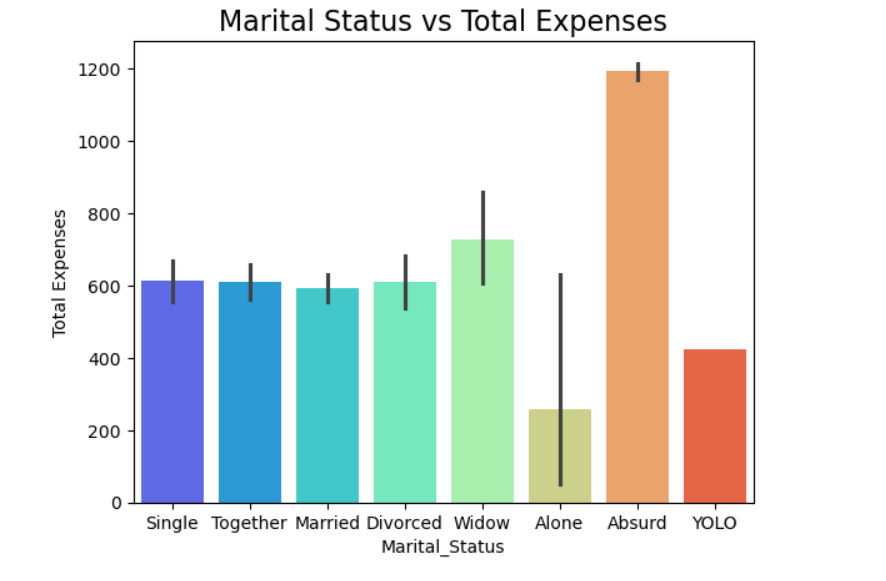 Marital Status vs Total Expenses
1200
1000
800
600
400
200
0
Total Expenses
Single Together Married Divorced Widow Alone Absurd YOLO
Marital_Status